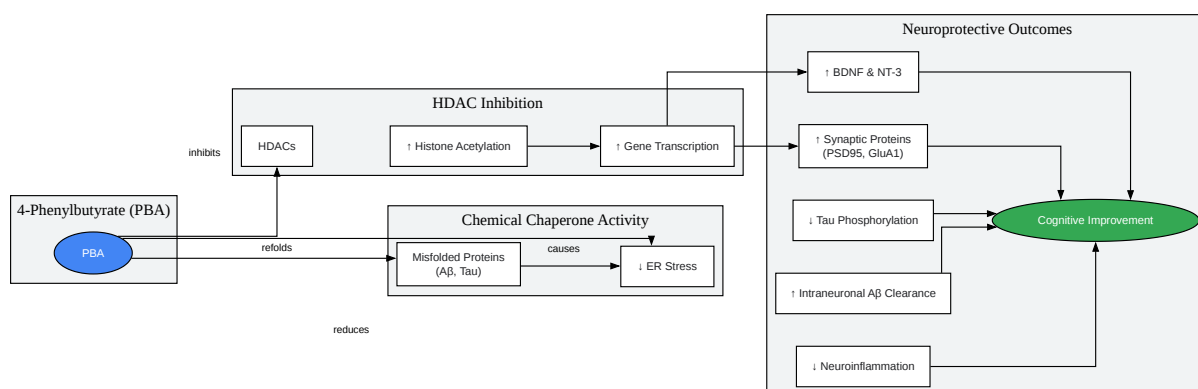 Neuroprotective Outcomes
↑ BDNF & NT-3
HDAC Inhibition
inhibits
HDACs
↑ Histone Acetylation
↑ Gene Transcription
↑ Synaptic Proteins
(PSD95, GluA1)
4-Phenylbutyrate (PBA)
PBA
Chemical Chaperone Activity
refolds
causes
Misfolded Proteins
(Aβ, Tau)
↓ ER Stress
↓ Tau Phosphorylation
Cognitive Improvement
↑ Intraneuronal Aβ Clearance
reduces
↓ Neuroinflammation